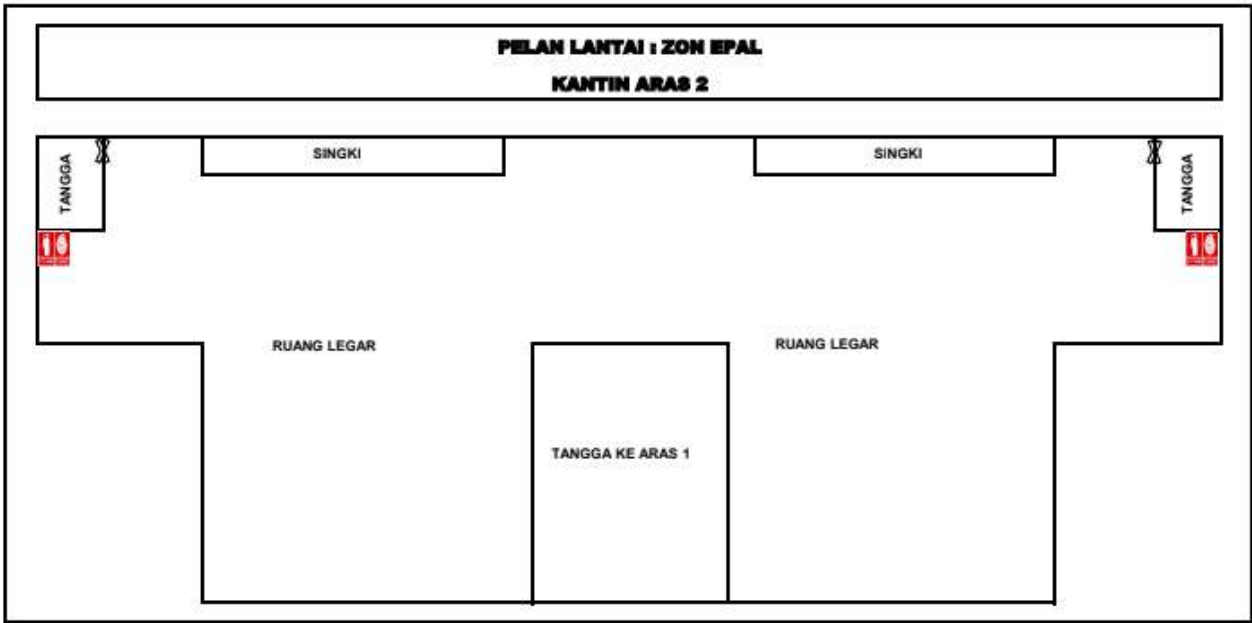 PELAN LANTAI : ZON EPAL
KANTIN ARAS 2
SINGKI
SINGKI
TANGGA
TANGGA
RUANG LEGAR
RUANG LEGAR
TANGGA KE ARAS 1